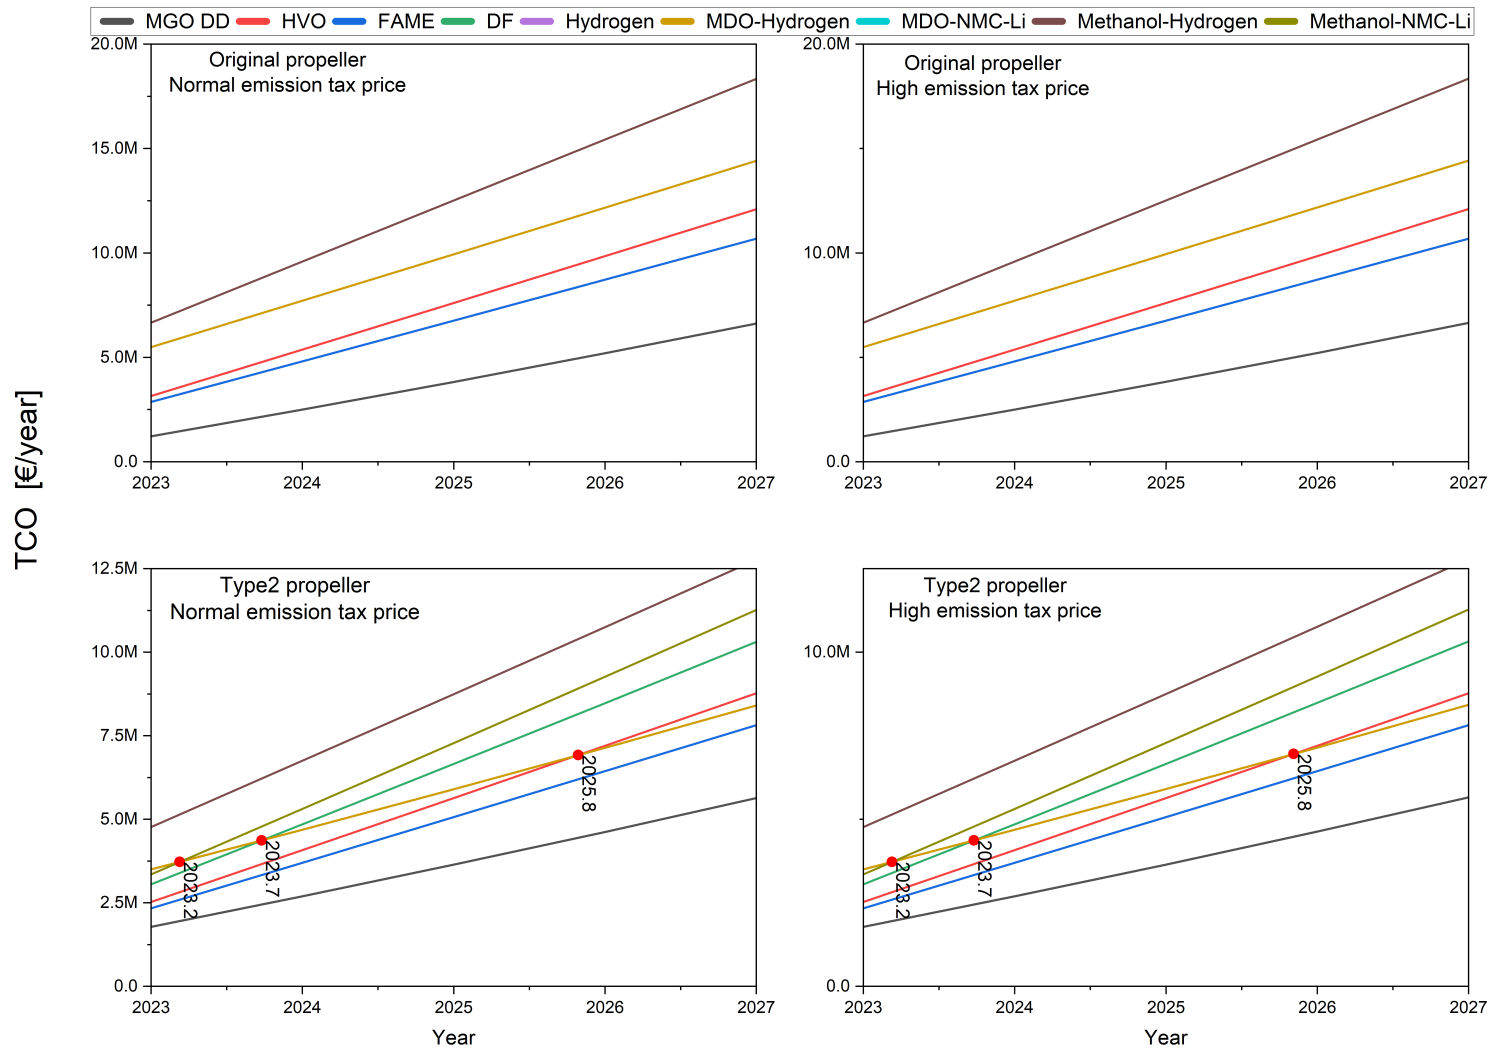 MGO DD HVO FAME DF Hydrogen MDO-Hydrogen MDO-NMC-Li Methanol-Hydrogen Methanol-NMC-Li
TCO [€/year]
Original propeller
Normal emission tax price
20.0M
15.0M
10.0M
5.0M
0.0
2023 2024 2025 2026 2027
Original propeller
High emission tax price
20.0M
10.0M
0.0
2023 2024 2025 2026 2027
Type2 propeller
Normal emission tax price
12.5M
10.0M
7.5M
5.0M
2.5M
0.0
2023.2
2023.7
2025.8
2023 2024 2025 2026 2027
Year
Type2 propeller
High emission tax price
10.0M
0.0
2023.2
2023.7
2025.8
2023 2024 2025 2026 2027
Year